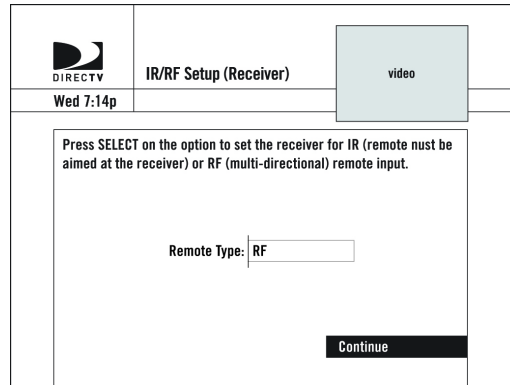 DIRECTV
IR/RF Setup (Receiver)
video
Wed 7:14p
Press SELECT on the option to set the receiver for IR (remote nust be
aimed at the receiver) or RF (multi-directional) remote input.
Remote Type: RF
Continue